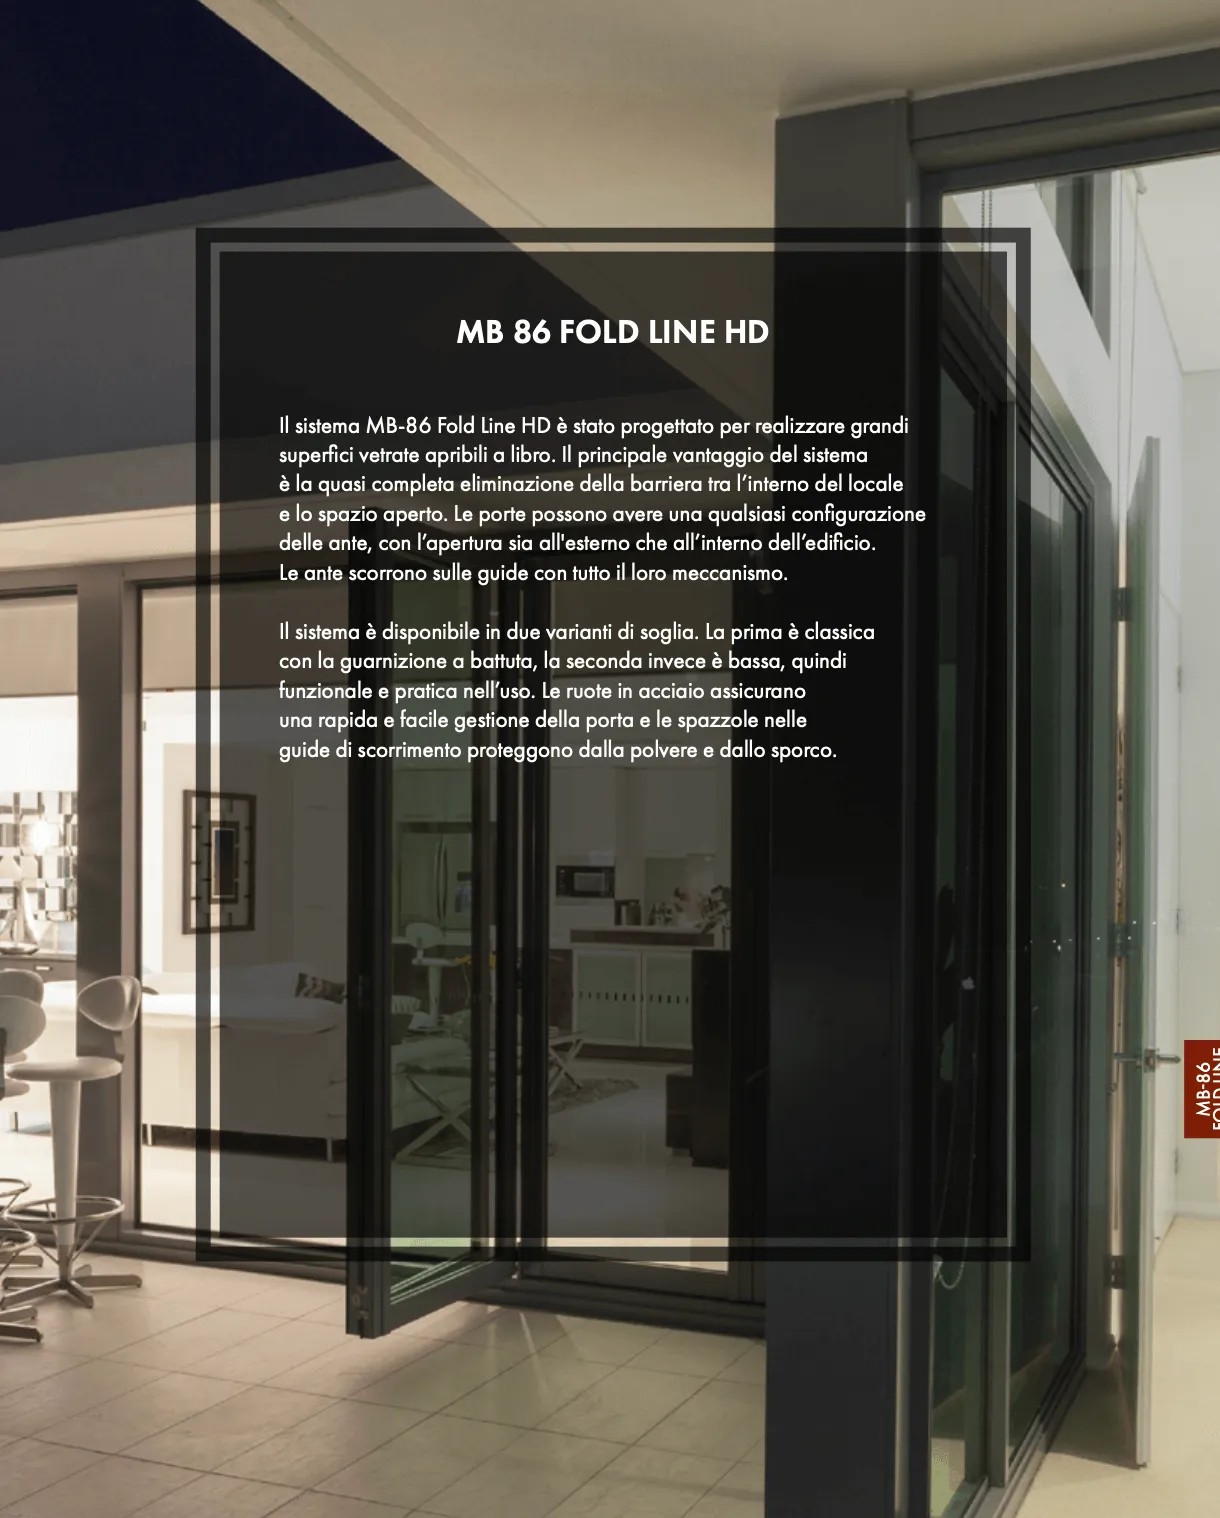 MB 86 FOLD LINE HD
Il sistema MB-86 Fold Line HD è stato progettato per realizzare grandi
superfici vetrate apribili a libro. Il principale vantaggio del sistema
è la quasi completa eliminazione della barriera tra l’interno del locale
e lo spazio aperto. Le porte possono avere una qualsiasi configurazione
delle ante, con l’apertura sia all'esterno che all’interno dell’edificio.
Le ante scorrono sulle guide con tutto il loro meccanismo.
Il sistema è disponibile in due varianti di soglia. La prima è classica
con la guarnizione a battuta, la seconda invece è bassa, quindi
funzionale e pratica nell’uso. Le ruote in acciaio assicurano
una rapida e facile gestione della porta e le spazzole nelle
guide di scorrimento proteggono dalla polvere e dallo sporco.
MB-86
FOLD LINE